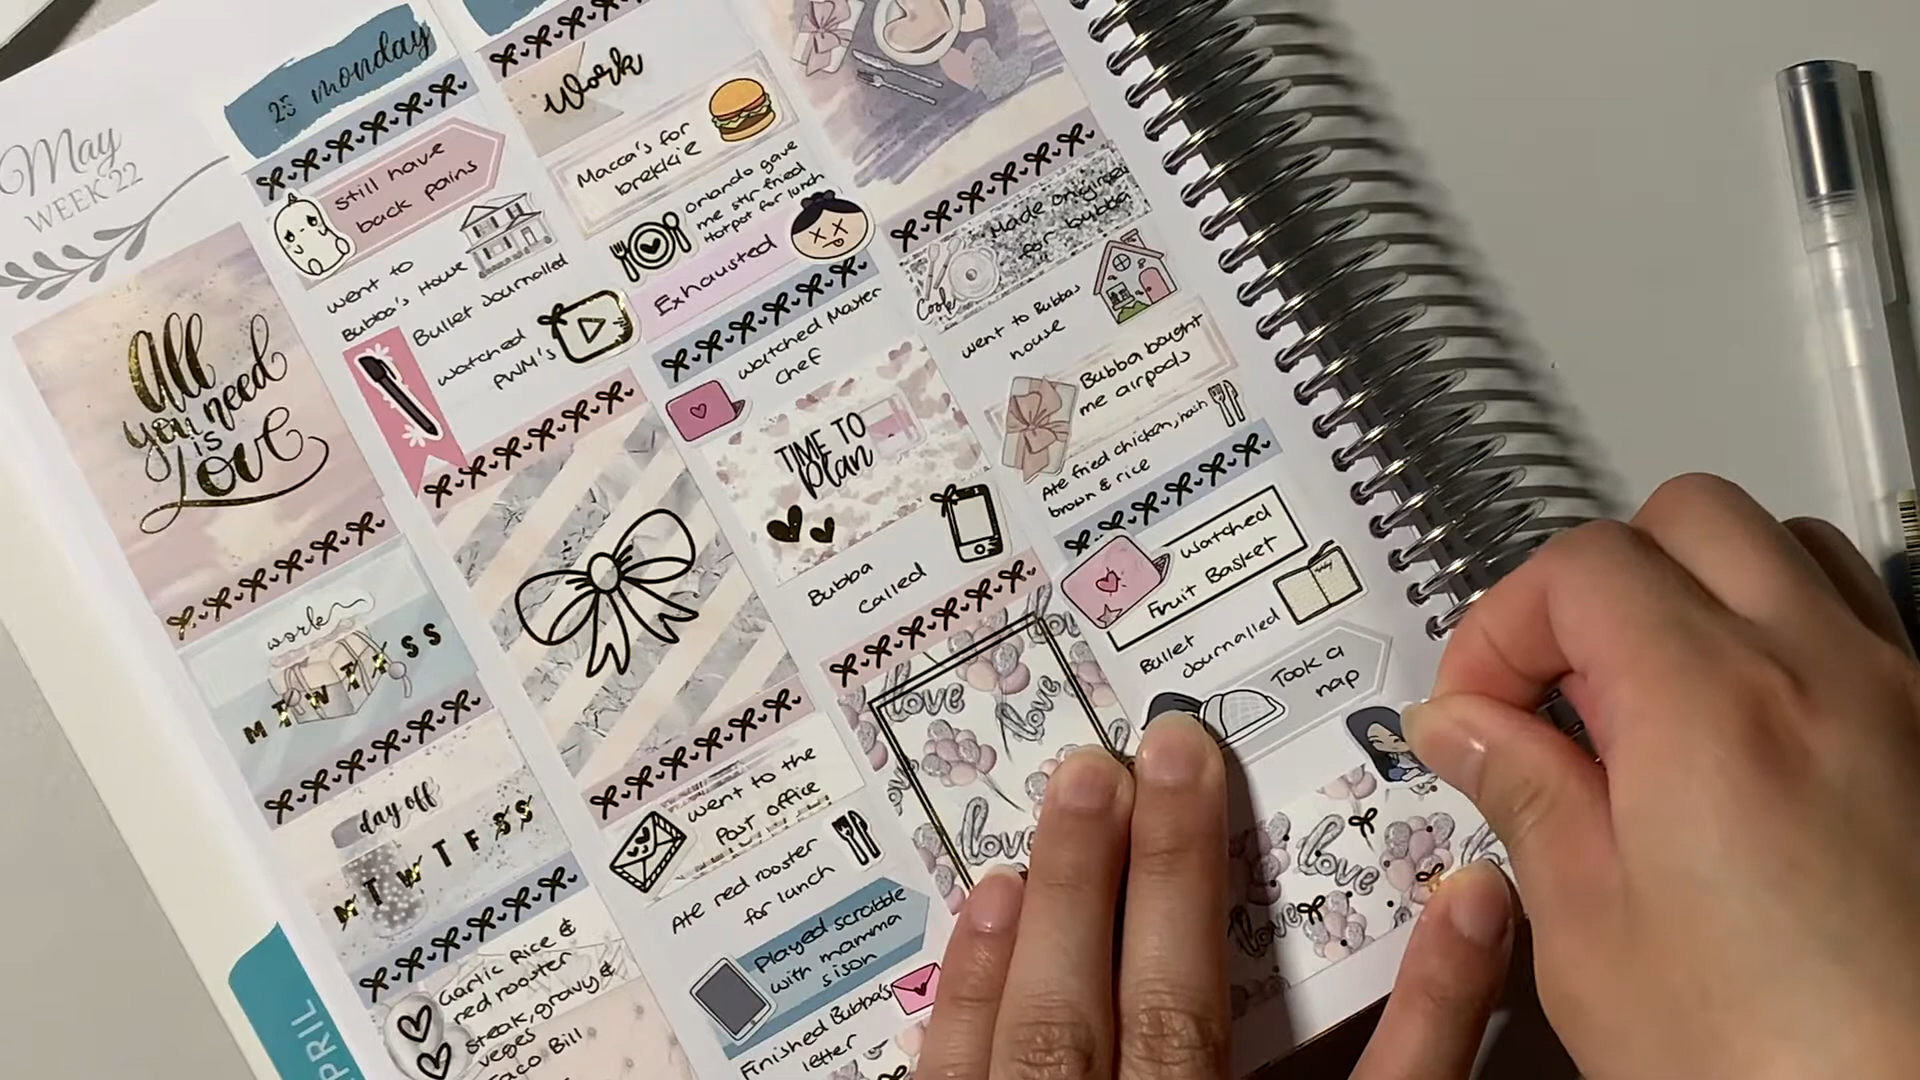 May
WEEK 22
All
you need
is
Love
work
M T W T F S S
day off
M T W T F S S
Garlic Rice &
red rooster
steak, gravy &
veges
Taco Bill
APRIL
25 monday
still have
back pains
went to
Bubba's House
Bullet Journalled
watched
PWM's
went to the
Post office
Ate red rooster
for lunch
Played scribble
with mamma
sison
Finished Bubba's
letter
Work
Macca's for
brekkie
Orlando gave
me stir fried
Hotpot for lunch
Exhausted
watched Master
Chef
TIME TO
plan
Bubba
called
love
love
love
Made onigiri
for bubba
Cook
went to Bubbas
house
Bubba bought
me airpods
Ate fried chicken, hash
brown & rice
watched
Fruit Basket
Bullet
Journalled
Took a
nap
love
love